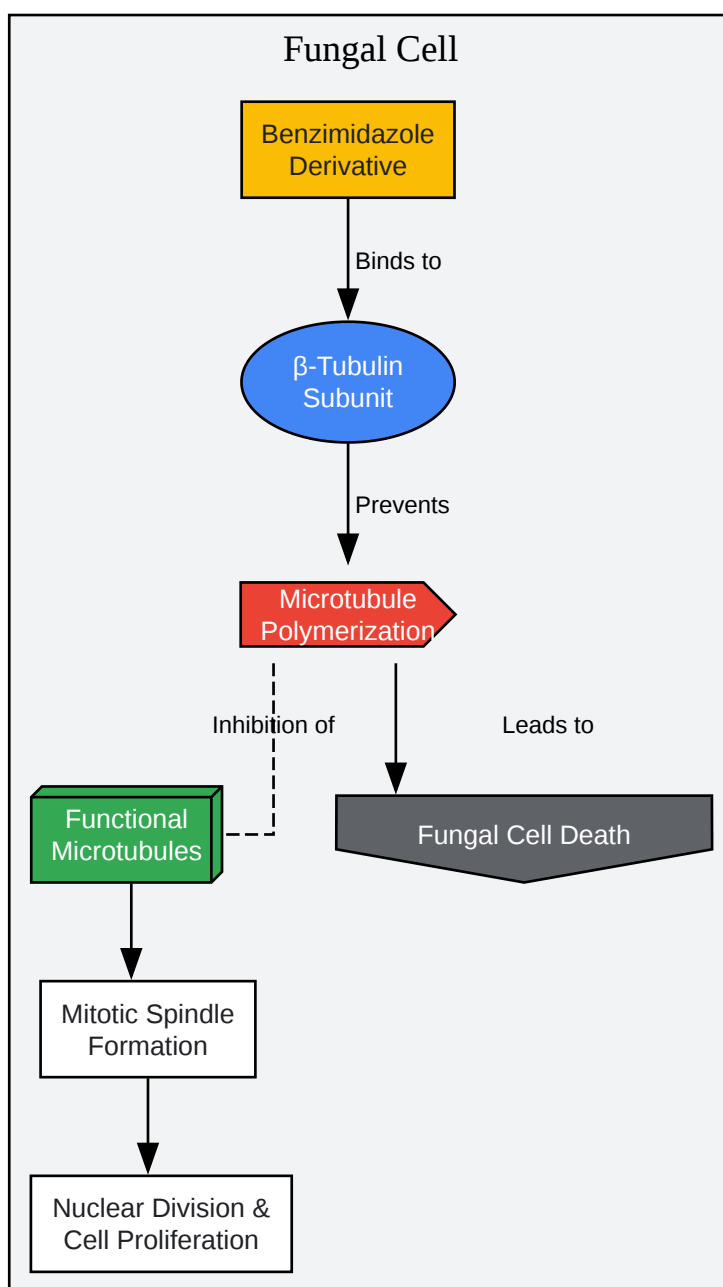 Fungal Cell
Benzimidazole
Derivative
Binds to
β-Tubulin
Subunit
Prevents
Microtubule
Polymerization
Inhibition of
Leads to
Functional
Microtubules
Fungal Cell Death
Mitotic Spindle
Formation
Nuclear Division &
Cell Proliferation